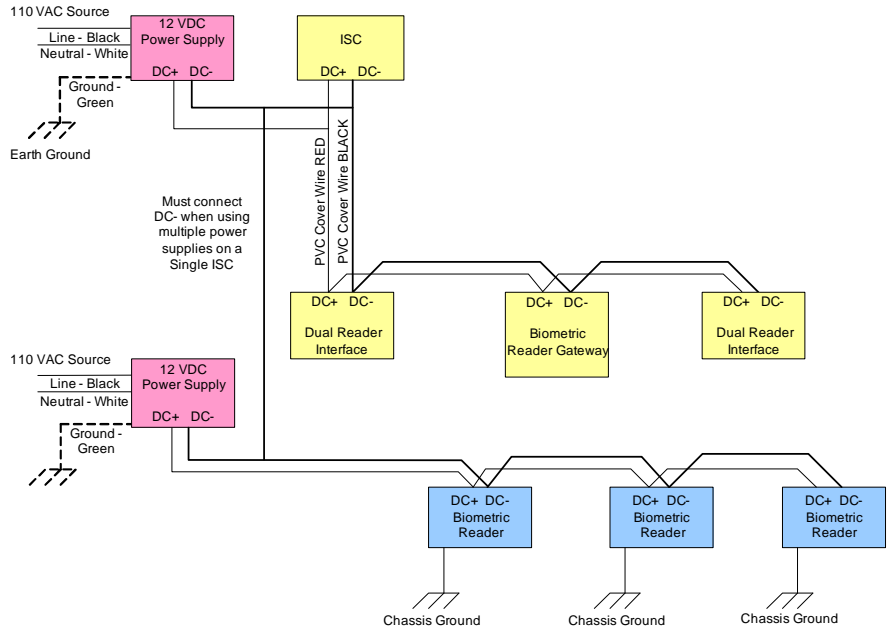 110 VAC Source
Line - Black
Neutral - White
Ground -
Green
Earth Ground
12 VDC
Power Supply
DC+ DC-
ISC
DC+ DC-
PVC Cover Wire RED
PVC Cover Wire BLACK
Must connect
DC- when using
multiple power
supplies on a
Single ISC
DC+ DC-
Dual Reader
Interface
DC+ DC-
Biometric
Reader Gateway
DC+ DC-
Dual Reader
Interface
110 VAC Source
Line - Black
Neutral - White
Ground -
Green
12 VDC
Power Supply
DC+ DC-
DC+ DC-
Biometric
Reader
DC+ DC-
Biometric
Reader
DC+ DC-
Biometric
Reader
Chassis Ground
Chassis Ground
Chassis Ground